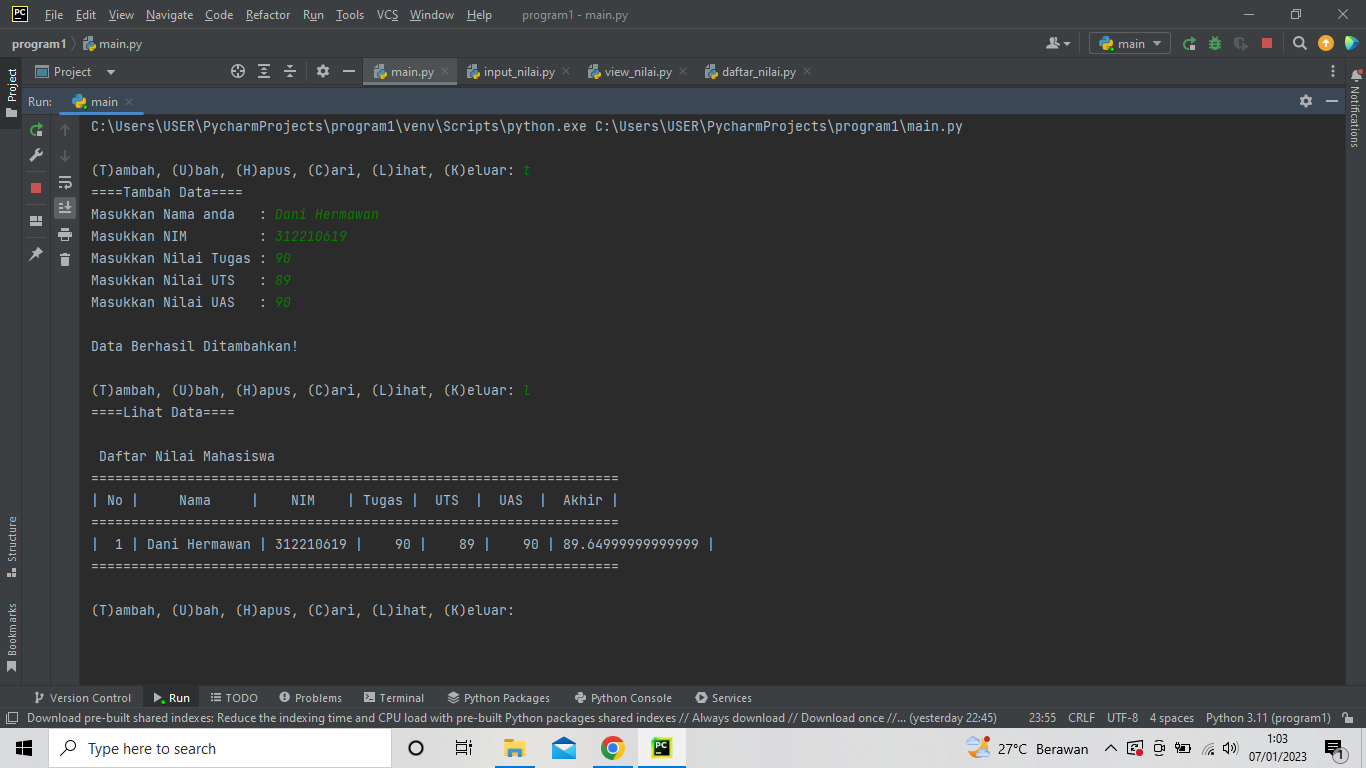 PC File Edit View Navigate Code Refactor Run Tools VCS Window Help program1 - main.py
program1 main.py main
Project main.py input_nilai.py view_nilai.py daftar_nilai.py
Project
Notifications
Run: main
C:\Users\USER\PycharmProjects\program1\venv\Scripts\python.exe C:\Users\USER\PycharmProjects\program1\main.py
(T)ambah, (U)bah, (H)apus, (C)ari, (L)ihat, (K)eluar: t
====Tambah Data====
Masukkan Nama anda   : Dani Hermawan
Masukkan NIM         : 312210619
Masukkan Nilai Tugas : 90
Masukkan Nilai UTS   : 89
Masukkan Nilai UAS   : 90
Data Berhasil Ditambahkan!
(T)ambah, (U)bah, (H)apus, (C)ari, (L)ihat, (K)eluar: l
====Lihat Data====
Daftar Nilai Mahasiswa
==================================================================
| No |     Nama     |    NIM    | Tugas |  UTS  |  UAS  |  Akhir |
==================================================================
|  1 | Dani Hermawan | 312210619 |    90 |    89 |    90 | 89.64999999999999 |
==================================================================
(T)ambah, (U)bah, (H)apus, (C)ari, (L)ihat, (K)eluar:
Structure
Bookmarks
Version Control Run TODO Problems Terminal Python Packages Python Console Services
Download pre-built shared indexes: Reduce the indexing time and CPU load with pre-built Python packages shared indexes // Always download // Download once //... (yesterday 22:45) 23:55 CRLF UTF-8 4 spaces Python 3.11 (program1)
Type here to search PC 27°C Berawan 1:03
07/01/2023 1